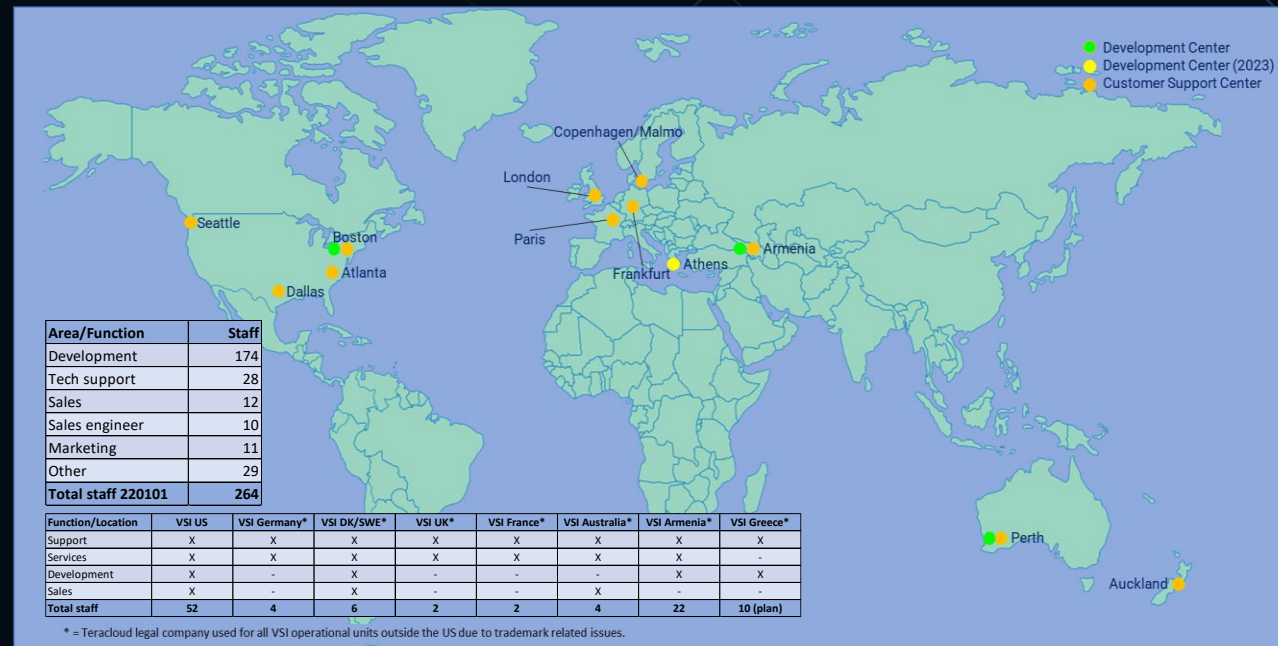 Development Center
Development Center (2023)
Customer Support Center
Copenhagen/Malmo
London
Seattle
Paris
Boston
Armenia
Athens
Frankfurt
Atlanta
Dallas
Area/Function Staff
Development 174
Tech support 28
Sales 12
Sales engineer 10
Marketing 11
Other 29
Total staff 220101 264
Function/Location VSI US VSI Germany* VSI DK/SWE* VSI UK* VSI France* VSI Australia* VSI Armenia* VSI Greece*
Support X X X X X X X X
Services X X X X X X X -
Development X - X - - - X X
Sales X - X - - X - -
Total staff 52 4 6 2 2 4 22 10 (plan)
Perth
Auckland
* = Teracloud legal company used for all VSI operational units outside the US due to trademark related issues.